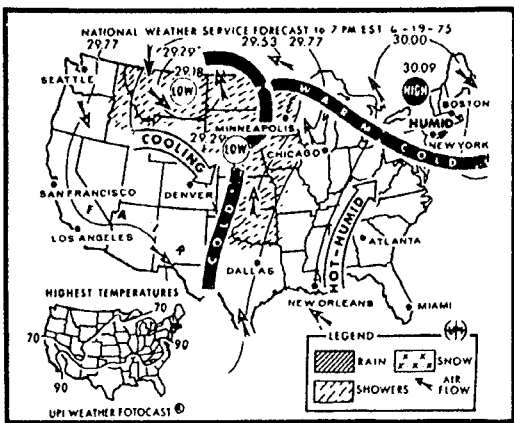 NATIONAL WEATHER SERVICE FORECAST to 7 PM EST 6-19-75
29.77
29.29
29.53
29.77
30.00
SEATTLE
29.18
LOW
30.09
HIGH
BOSTON
WARM
HUMID
NEW YORK
MINNEAPOLIS
29.29
LOW
COOLING
CHICAGO
COLD
SAN FRANCISCO
DENVER
COLD
F
A
I
R
HOT-HUMID
LOS ANGELES
ATLANTA
DALLAS
NEW ORLEANS
MIAMI
HIGHEST TEMPERATURES
70
70
90
90
LEGEND
RAIN
SNOW
SHOWERS
AIR FLOW
UPI WEATHER FOTOCAST ®